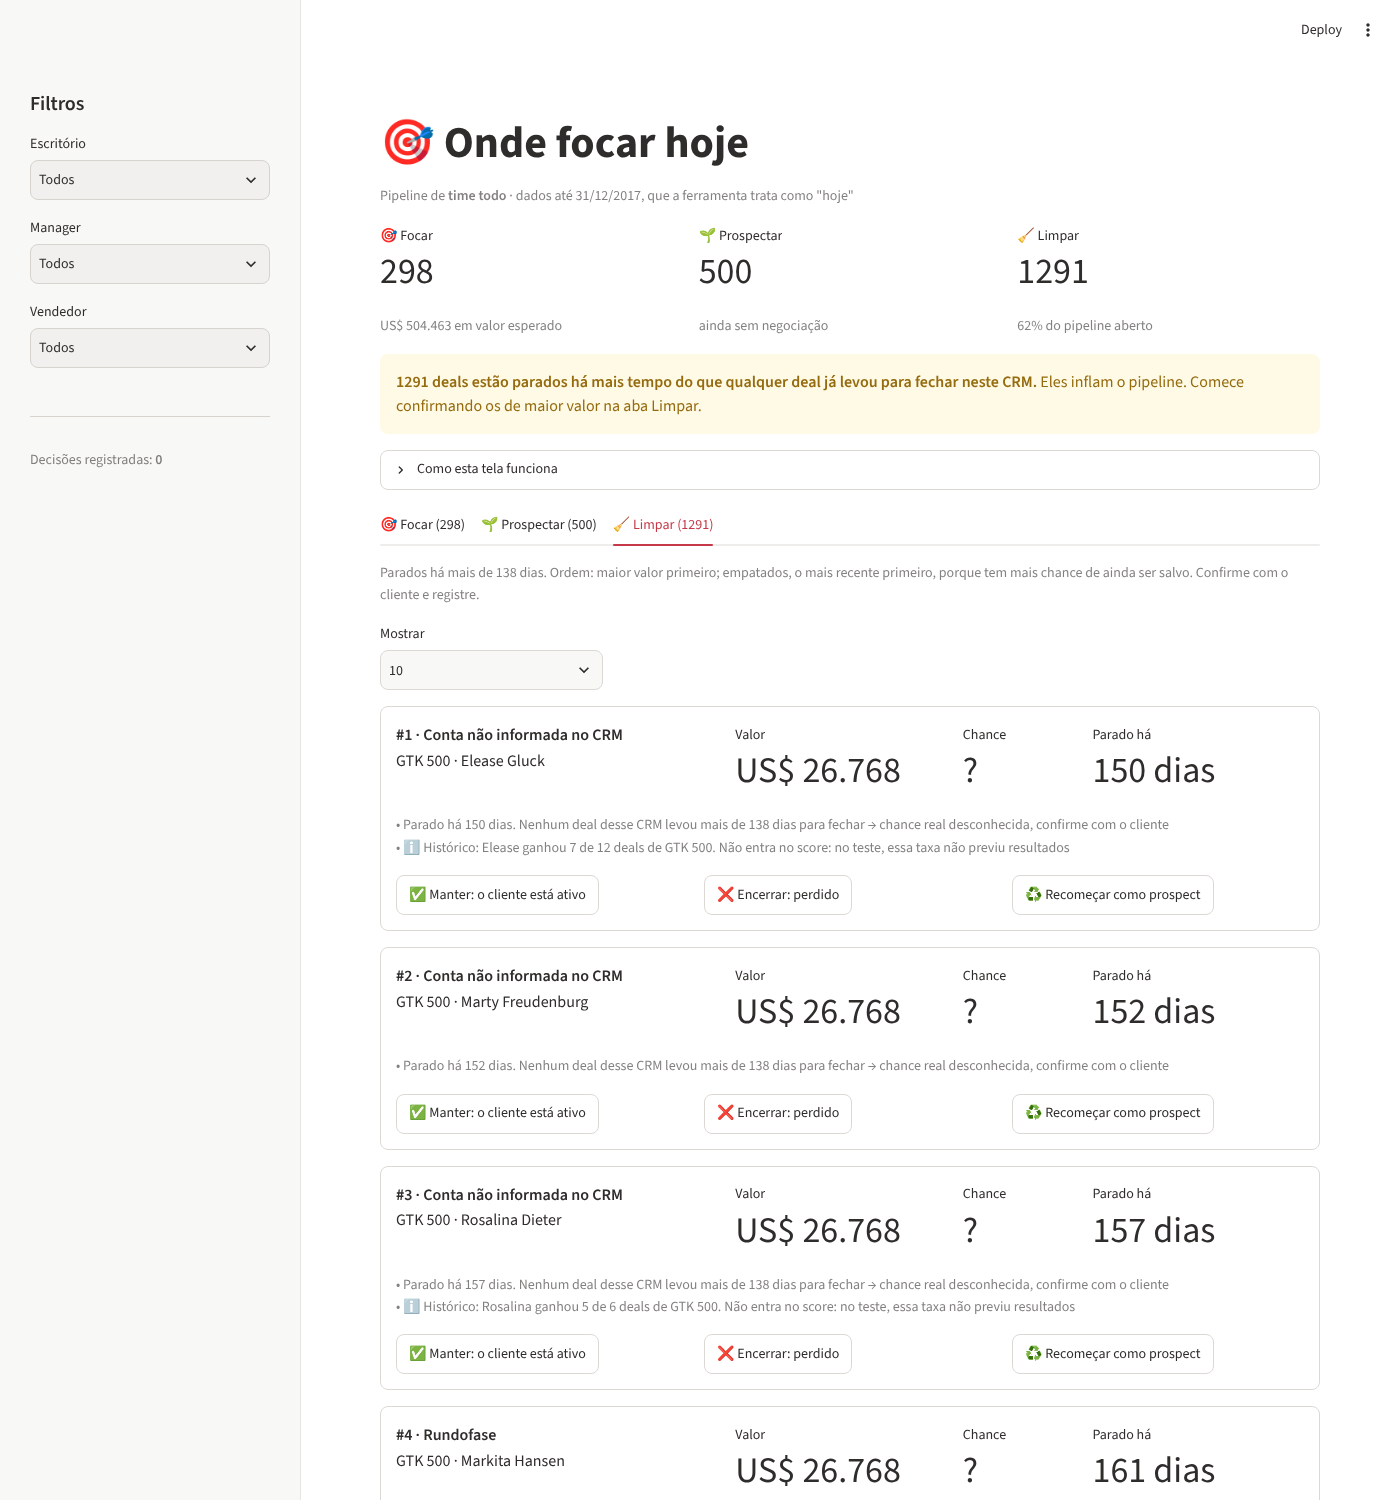 Deploy
Filtros
Escritório
Todos
Manager
Todos
Vendedor
Todos
Decisões registradas: 0
🎯 Onde focar hoje
Pipeline de time todo · dados até 31/12/2017, que a ferramenta trata como "hoje"
🎯 Focar
298
US$ 504.463 em valor esperado
🌱 Prospectar
500
ainda sem negociação
🧹 Limpar
1291
62% do pipeline aberto
1291 deals estão parados há mais tempo do que qualquer deal já levou para fechar neste CRM. Eles inflam o pipeline. Comece
confirmando os de maior valor na aba Limpar.
Como esta tela funciona
🎯 Focar (298) 🌱 Prospectar (500) 🧹 Limpar (1291)
Parados há mais de 138 dias. Ordem: maior valor primeiro; empatados, o mais recente primeiro, porque tem mais chance de ainda ser salvo. Confirme com o
cliente e registre.
Mostrar
10
#1 · Conta não informada no CRM
GTK 500 · Elease Gluck
Valor
US$ 26.768
Chance
?
Parado há
150 dias
• Parado há 150 dias. Nenhum deal desse CRM levou mais de 138 dias para fechar → chance real desconhecida, confirme com o cliente
• ℹ️ Histórico: Elease ganhou 7 de 12 deals de GTK 500. Não entra no score: no teste, essa taxa não previu resultados
✅ Manter: o cliente está ativo
❌ Encerrar: perdido
♻️ Recomeçar como prospect
#2 · Conta não informada no CRM
GTK 500 · Marty Freudenburg
Valor
US$ 26.768
Chance
?
Parado há
152 dias
• Parado há 152 dias. Nenhum deal desse CRM levou mais de 138 dias para fechar → chance real desconhecida, confirme com o cliente
✅ Manter: o cliente está ativo
❌ Encerrar: perdido
♻️ Recomeçar como prospect
#3 · Conta não informada no CRM
GTK 500 · Rosalina Dieter
Valor
US$ 26.768
Chance
?
Parado há
157 dias
• Parado há 157 dias. Nenhum deal desse CRM levou mais de 138 dias para fechar → chance real desconhecida, confirme com o cliente
• ℹ️ Histórico: Rosalina ganhou 5 de 6 deals de GTK 500. Não entra no score: no teste, essa taxa não previu resultados
✅ Manter: o cliente está ativo
❌ Encerrar: perdido
♻️ Recomeçar como prospect
#4 · Rundofase
GTK 500 · Markita Hansen
Valor
US$ 26.768
Chance
?
Parado há
161 dias